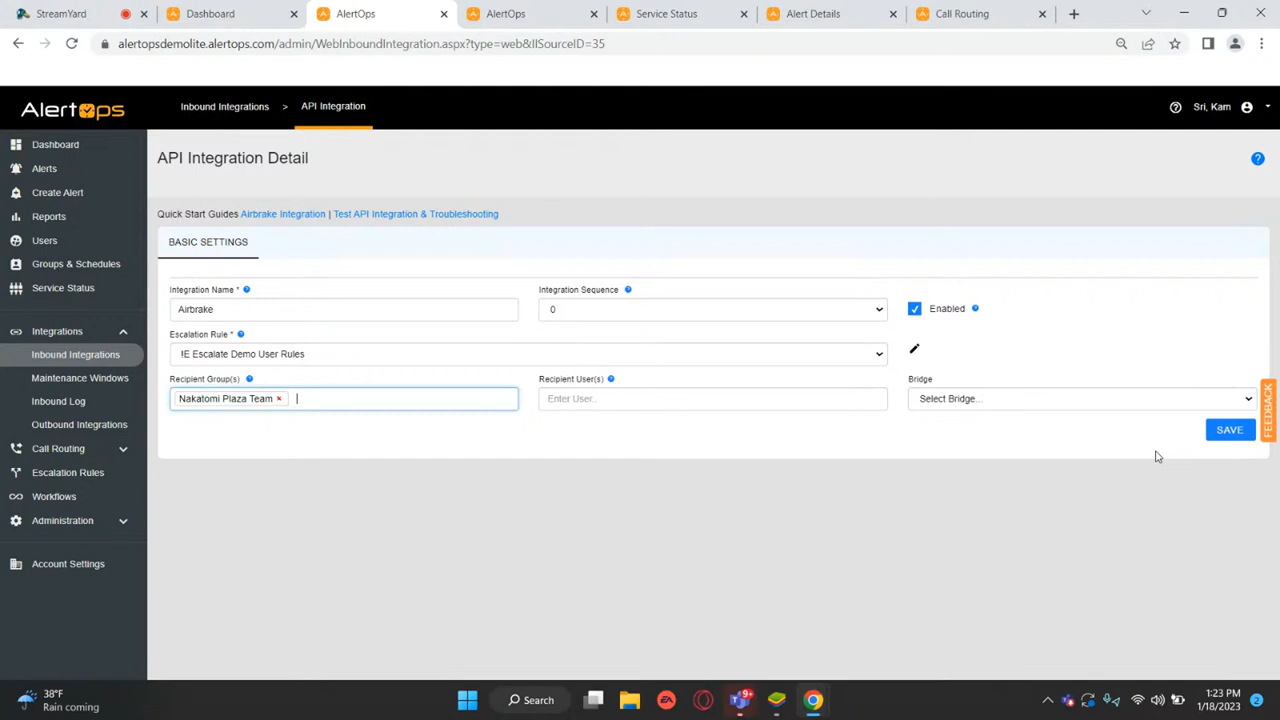 StreamYard
Dashboard
AlertOps
AlertOps
Service Status
Alert Details
Call Routing
alertopsdemolite.alertops.com/admin/WebInboundIntegration.aspx?type=web&IISourceID=35
AlertOps
Inbound Integrations > API Integration
Sri, Kam
Dashboard
Alerts
Create Alert
Reports
Users
Groups & Schedules
Service Status
Integrations
Inbound Integrations
Maintenance Windows
Inbound Log
Outbound Integrations
Call Routing
Escalation Rules
Workflows
Administration
Account Settings
API Integration Detail
Quick Start Guides Airbrake Integration | Test API Integration & Troubleshooting
BASIC SETTINGS
Integration Name *
Integration Sequence
Airbrake
0
Enabled
Escalation Rule *
!E Escalate Demo User Rules
Recipient Group(s)
Recipient User(s)
Bridge
Nakatomi Plaza Team ×
Enter User..
Select Bridge...
SAVE
FEEDBACK
38°F
Rain coming
Search
9+
1:23 PM
1/18/2023
2